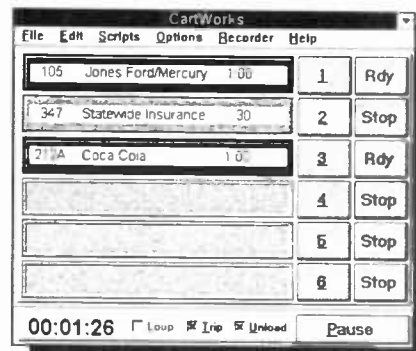 CartWorks
File Edit Scripts Options Recorder Help
105 Jones Ford/Mercury 1:00 1 Rdy
347 Statewide Insurance 30 2 Stop
Coca Cola 3 Rdy
4 Stop
5 Stop
6 Stop
00:01:26 Loop Trip Unload Pause